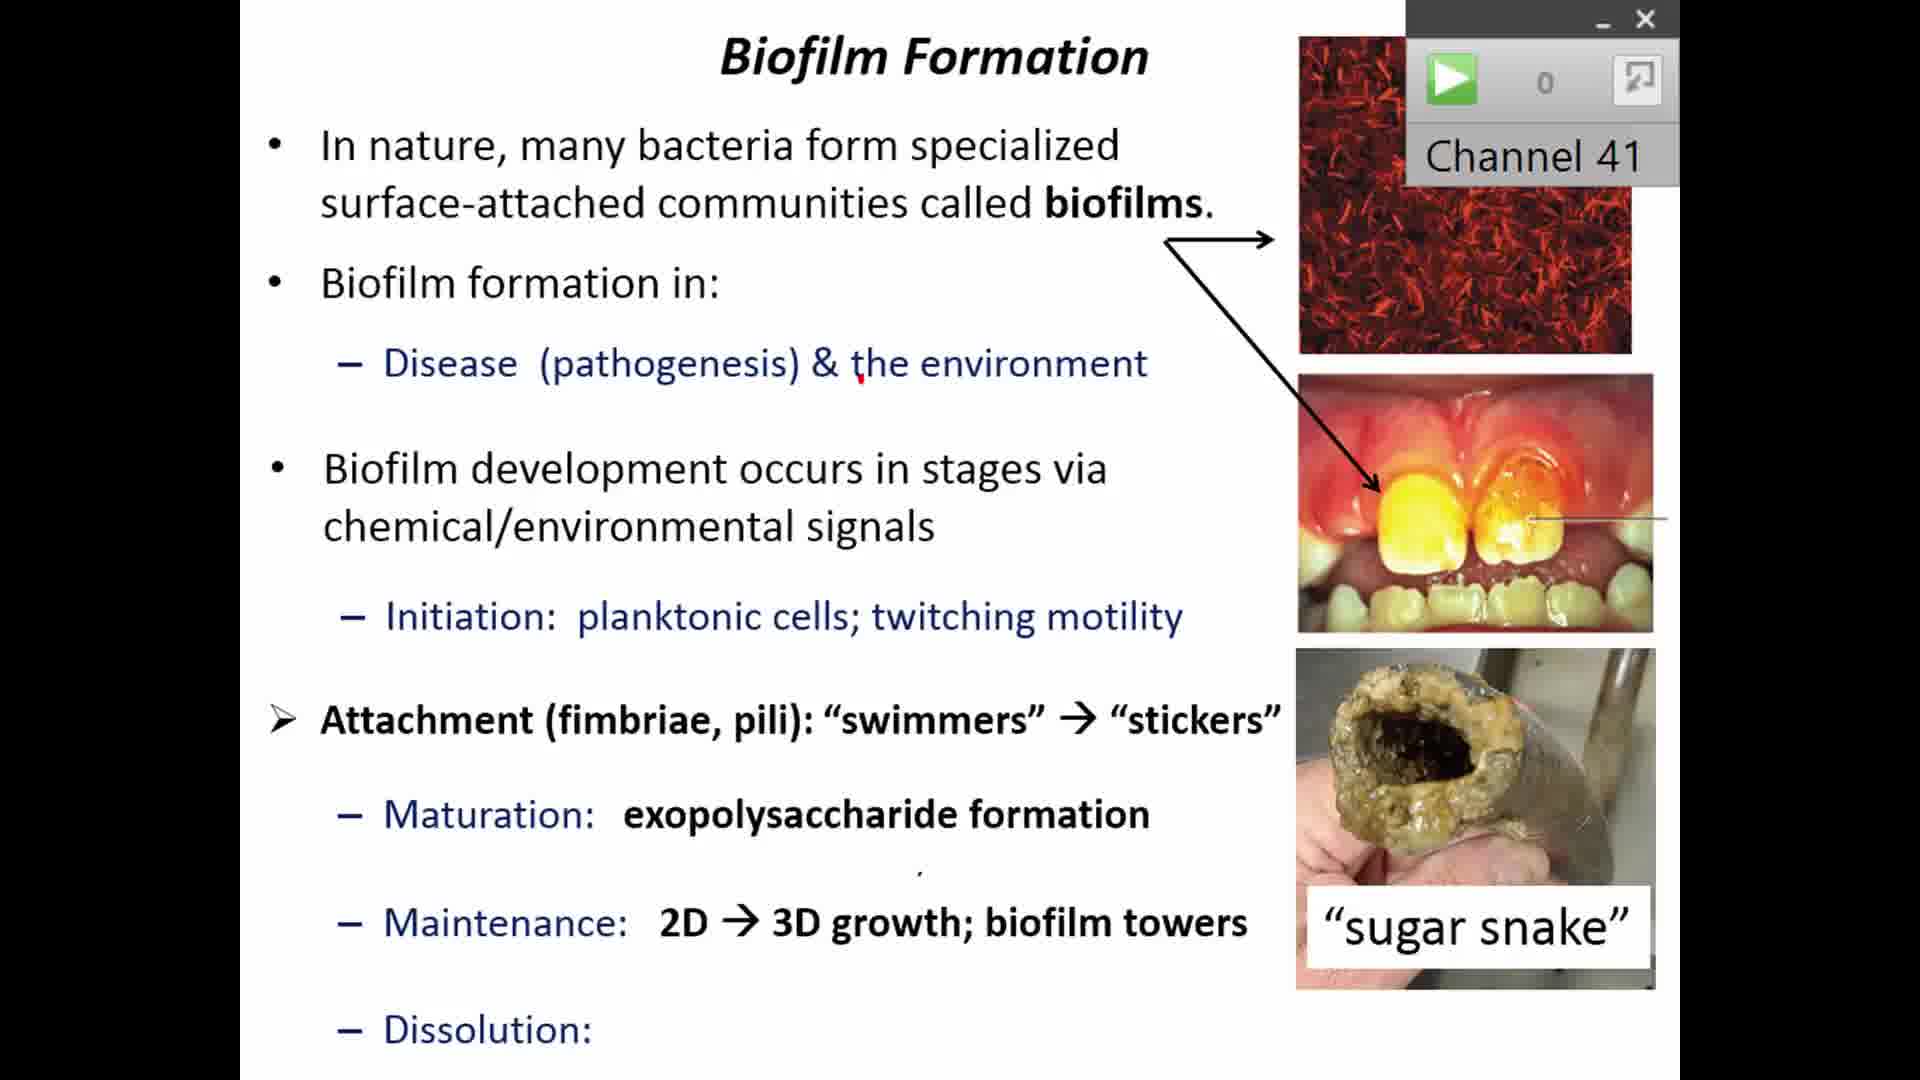 Biofilm Formation
0
Channel 41
• In nature, many bacteria form specialized
surface-attached communities called biofilms.
• Biofilm formation in:
– Disease (pathogenesis) & the environment
• Biofilm development occurs in stages via
chemical/environmental signals
– Initiation: planktonic cells; twitching motility
➢ Attachment (fimbriae, pili): “swimmers” → “stickers”
– Maturation: exopolysaccharide formation
– Maintenance: 2D → 3D growth; biofilm towers
“sugar snake”
– Dissolution: